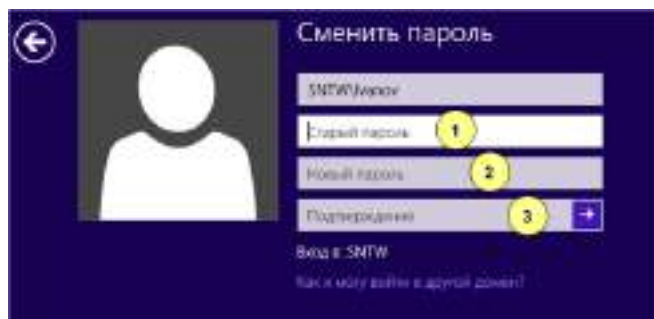 Сменить пароль
SNTW\Ivanov
Старый пароль 1
Новый пароль 2
Подтверждение 3
Вход в: SNTW
Как я могу войти в другой домен?